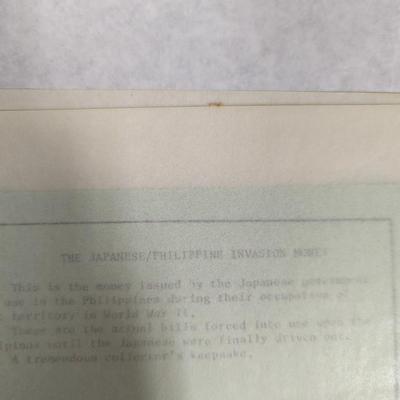 THE JAPANESE/PHILIPPINE INVASION MONEY
This is the money issued by the Japanese government
use in the Philippines during their occupation of
territory in World War II.
These are the actual bills forced into use upon the
lipinos until the Japanese were finally driven out.
A tremendous collector's keepsake.